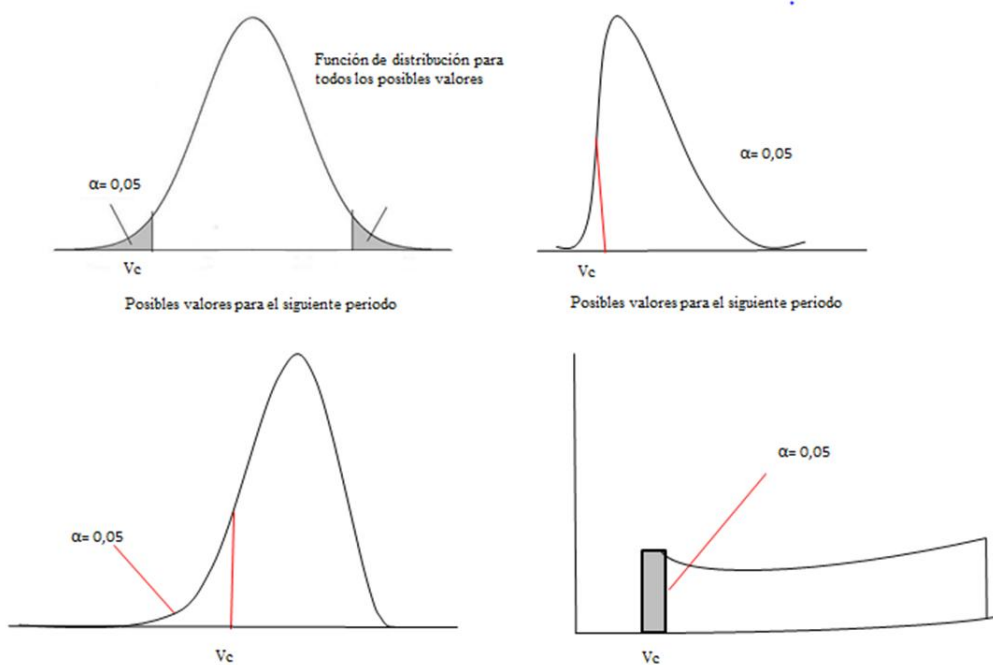 Función de distribución para
todos los posibles valores
α= 0,05
Vc
Posibles valores para el siguiente periodo
α= 0,05
Vc
Posibles valores para el siguiente periodo
α= 0,05
Vc
α= 0,05
Vc